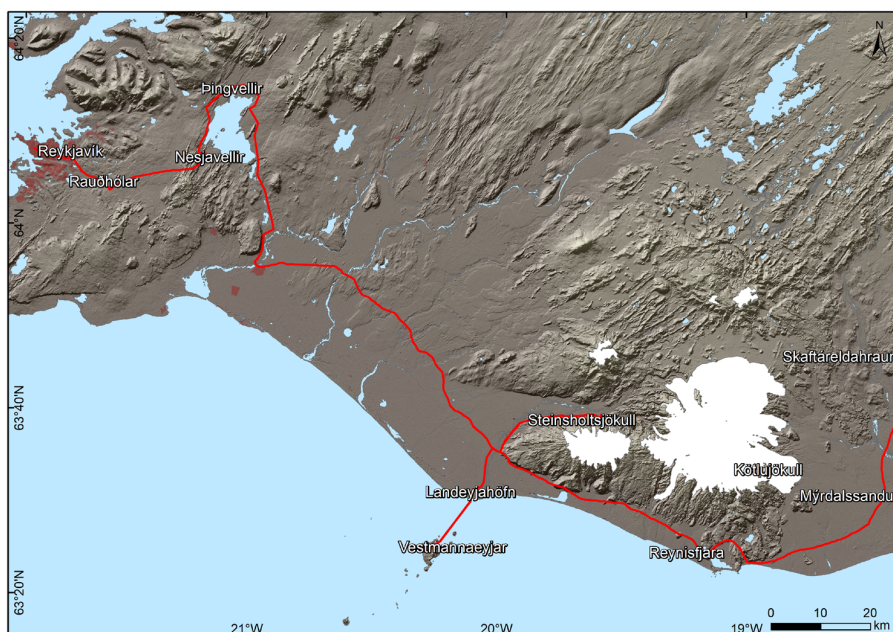 64°20'N
N
Þingvellir
Reykjavík
Nesjavellir
Rauðhólar
64°N
Skaftáreldahraun
63°40'N
Steinsholtsjökull
Kötlujökull
Landeyjahöfn
Mýrdalssandu
Vestmannaeyjar
Reynisfjara
63°20'N
21°W
20°W
19°W
0 10 20
km